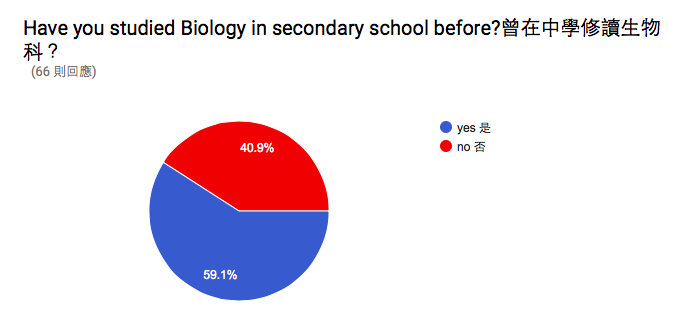 Have you studied Biology in secondary school before?曾在中學修讀生物
科？
(66 則回應)
yes 是
no 否
40.9%
59.1%